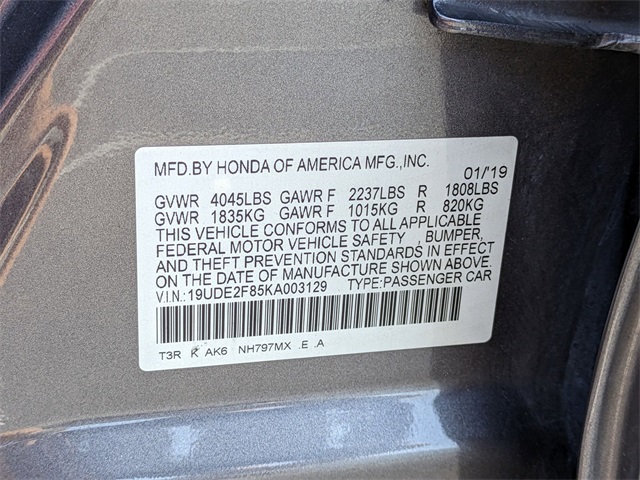 MFD.BY HONDA OF AMERICA MFG.,INC. 01/'19
GVWR 4045LBS GAWR F 2237LBS R 1808LBS
GVWR 1835KG GAWR F 1015KG R 820KG
THIS VEHICLE CONFORMS TO ALL APPLICABLE
FEDERAL MOTOR VEHICLE SAFETY , BUMPER,
AND THEFT PREVENTION STANDARDS IN EFFECT
ON THE DATE OF MANUFACTURE SHOWN ABOVE.
V.I.N.: 19UDE2F85KA003129 TYPE:PASSENGER CAR
T3R K AK6 NH797MX .E .A